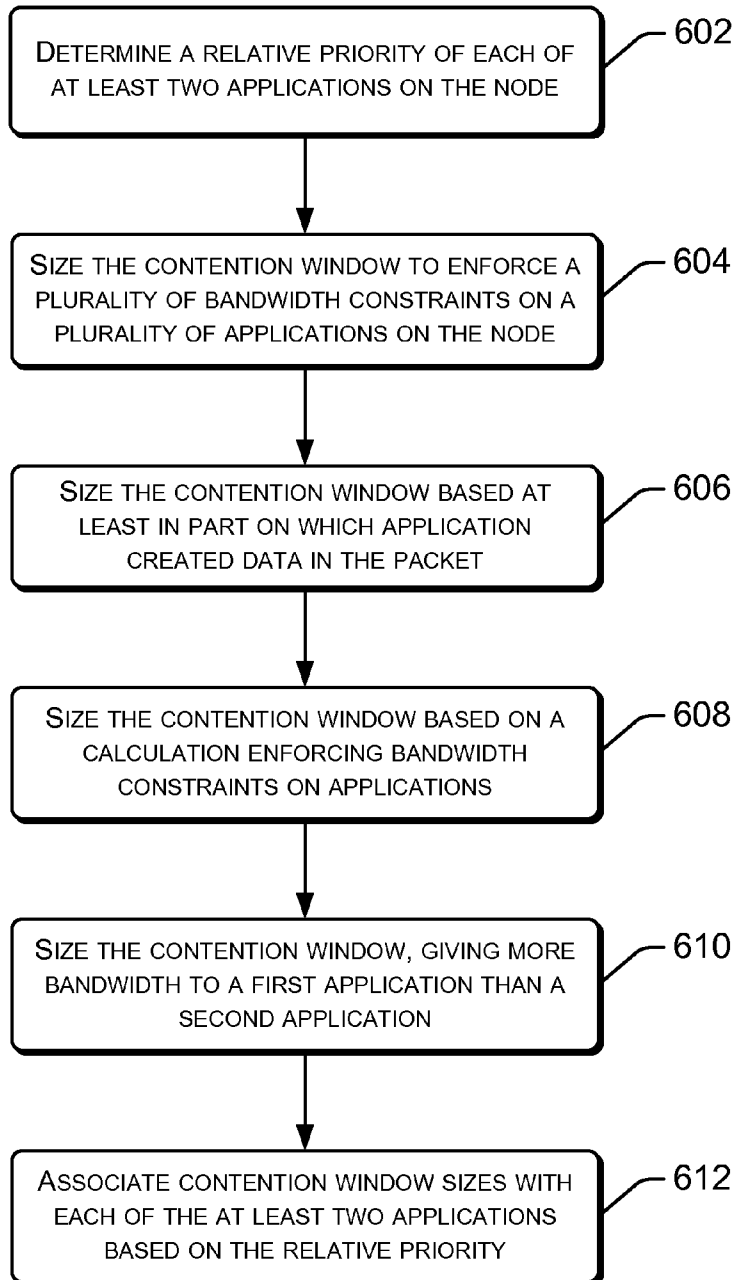 DETERMINE A RELATIVE PRIORITY OF EACH OF
AT LEAST TWO APPLICATIONS ON THE NODE
602
SIZE THE CONTENTION WINDOW TO ENFORCE A
PLURALITY OF BANDWIDTH CONSTRAINTS ON A
PLURALITY OF APPLICATIONS ON THE NODE
604
SIZE THE CONTENTION WINDOW BASED AT
LEAST IN PART ON WHICH APPLICATION
CREATED DATA IN THE PACKET
606
SIZE THE CONTENTION WINDOW BASED ON A
CALCULATION ENFORCING BANDWIDTH
CONSTRAINTS ON APPLICATIONS
608
SIZE THE CONTENTION WINDOW, GIVING MORE
BANDWIDTH TO A FIRST APPLICATION THAN A
SECOND APPLICATION
610
ASSOCIATE CONTENTION WINDOW SIZES WITH
EACH OF THE AT LEAST TWO APPLICATIONS
BASED ON THE RELATIVE PRIORITY
612